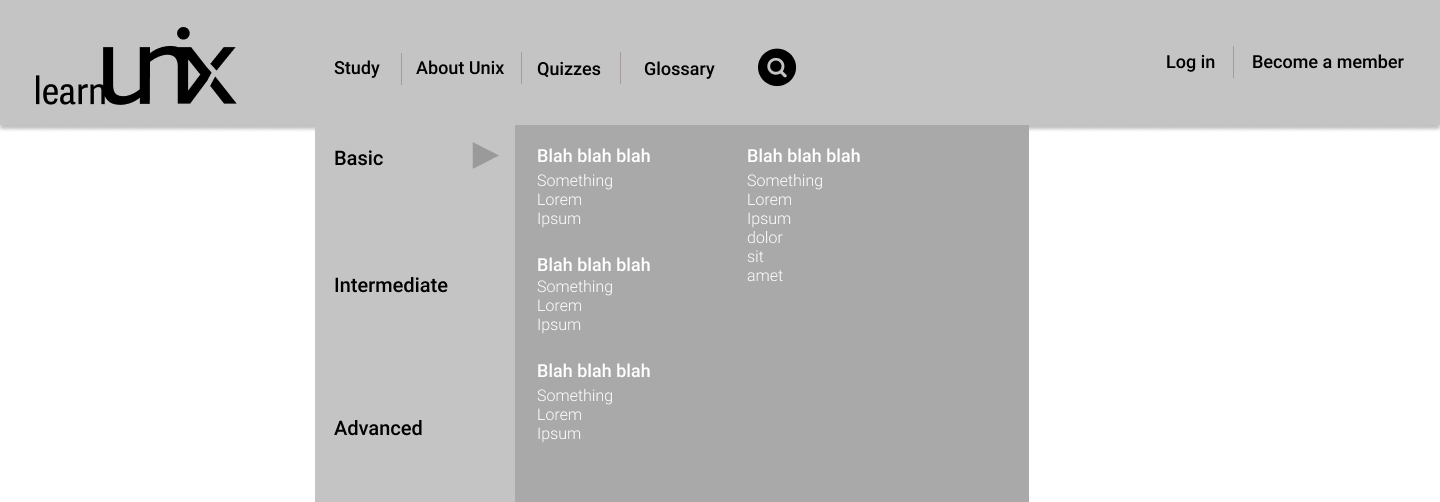 learnunix
Study
About Unix
Quizzes
Glossary
Log in
Become a member
Basic
Intermediate
Advanced
Blah blah blah
Something
Lorem
Ipsum
Blah blah blah
Something
Lorem
Ipsum
Blah blah blah
Something
Lorem
Ipsum
Blah blah blah
Something
Lorem
Ipsum
dolor
sit
amet